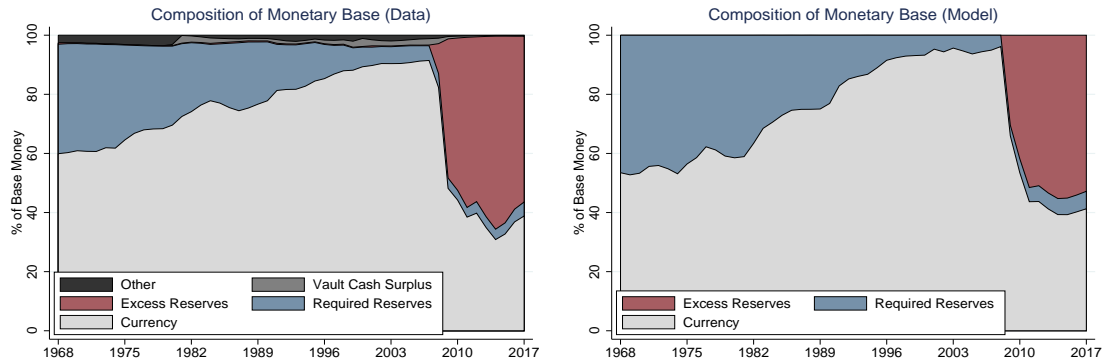 Composition of Monetary Base (Data)
% of Base Money
0 20 40 60 80 100
Other
Vault Cash Surplus
Excess Reserves
Required Reserves
Currency
1968 1975 1982 1989 1996 2003 2010 2017
Composition of Monetary Base (Model)
% of Base Money
0 20 40 60 80 100
Excess Reserves
Required Reserves
Currency
1968 1975 1982 1989 1996 2003 2010 2017